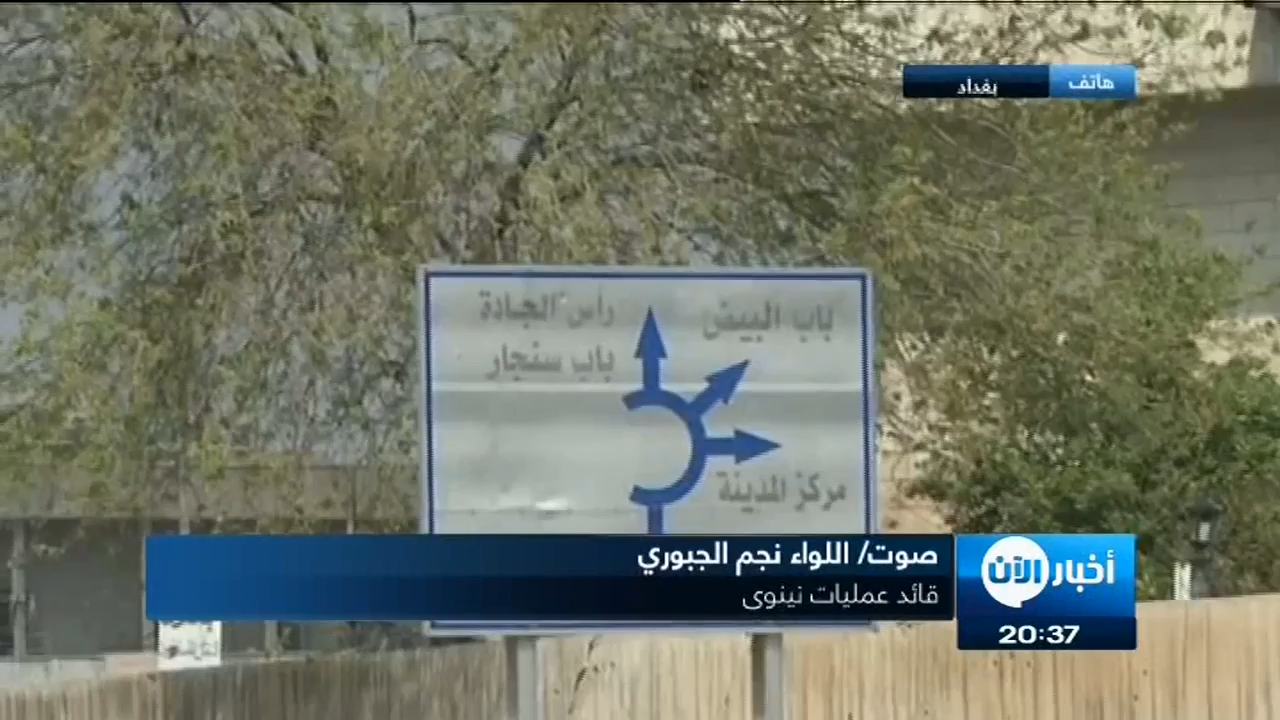 هاتف بغداد
باب البيض
رأس الجادة
باب سنجار
مركز المدينة
صوت/ اللواء نجم الجبوري
قائد عمليات نينوى
أخبار الآن
20:37